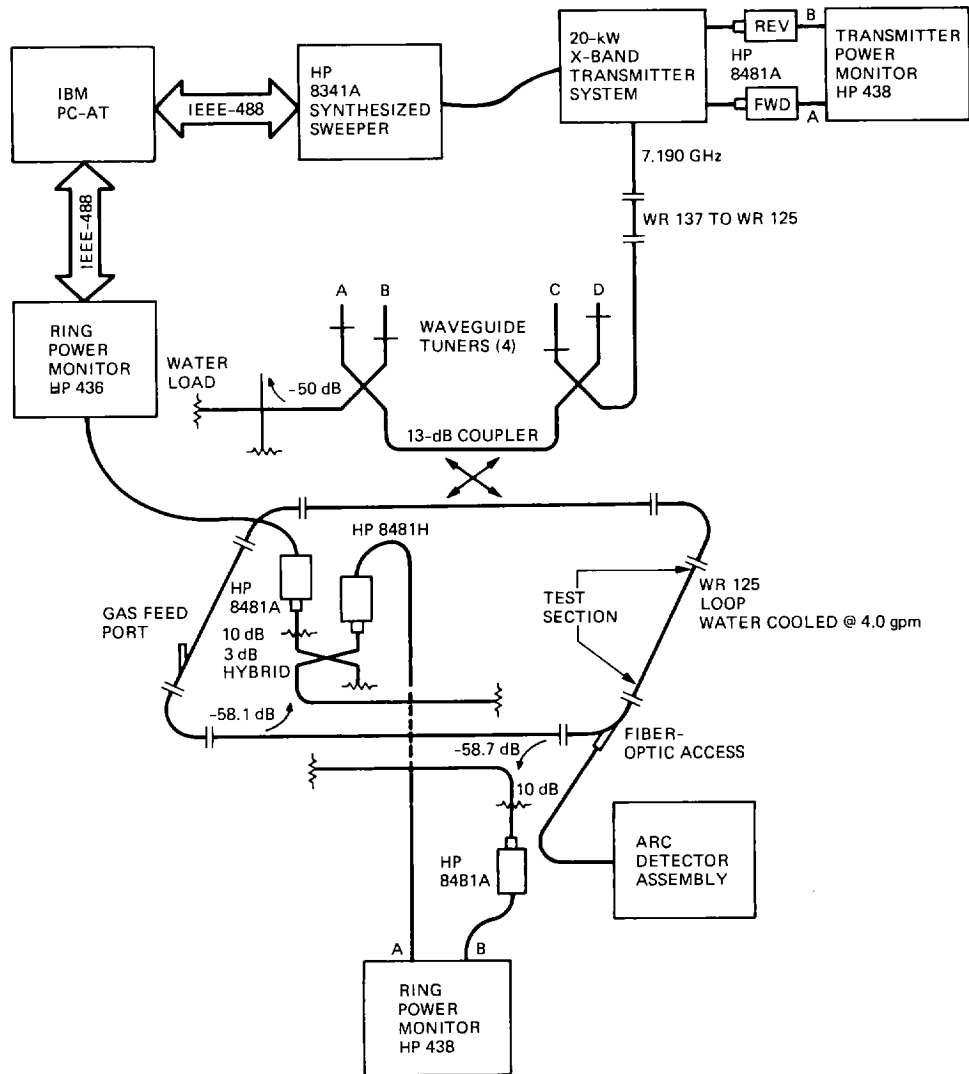 IBM
PC-AT
IEEE-488
HP
8341A
SYNTHESIZED
SWEEPER
20-kW
X-BAND
TRANSMITTER
SYSTEM
REV
B
HP
8481A
FWD
A
TRANSMITTER
POWER
MONITOR
HP 438
IEEE-488
7.190 GHz
WR 137 TO WR 125
RING
POWER
MONITOR
HP 436
WATER
LOAD
-50 dB
A
B
WAVEGUIDE
TUNERS (4)
C
D
13-dB COUPLER
HP 8481H
HP
8481A
GAS FEED
PORT
10 dB
3 dB
HYBRID
TEST
SECTION
WR 125
LOOP
WATER COOLED @ 4.0 gpm
-58.1 dB
-58.7 dB
FIBER-
OPTIC ACCESS
10 dB
HP
8481A
ARC
DETECTOR
ASSEMBLY
A
B
RING
POWER
MONITOR
HP 438